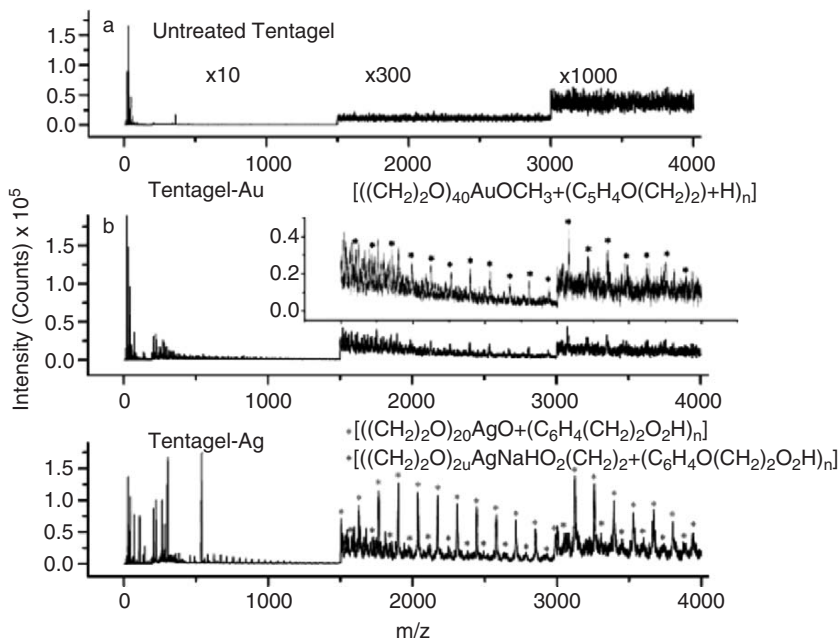 a Untreated Tentagel
x10 x300 x1000
1.5
1.0
0.5
0.0
0 1000 2000 3000 4000
Tentagel-Au [((CH2)2O)40AuOCH3+(C5H4O(CH2)2)+H)n]
b
1.5
1.0
0.5
0.0
0.4
0.2
0.0
0 1000 2000 3000 4000
Intensity (Counts) x 10^5
Tentagel-Ag
*[((CH2)2O)20AgO+(C6H4(CH2)2O2H)n]
*[((CH2)2O)2uAgNaHO2(CH2)2+(C6H4O(CH2)2O2H)n]
1.5
1.0
0.5
0.0
0 1000 2000 3000 4000
m/z